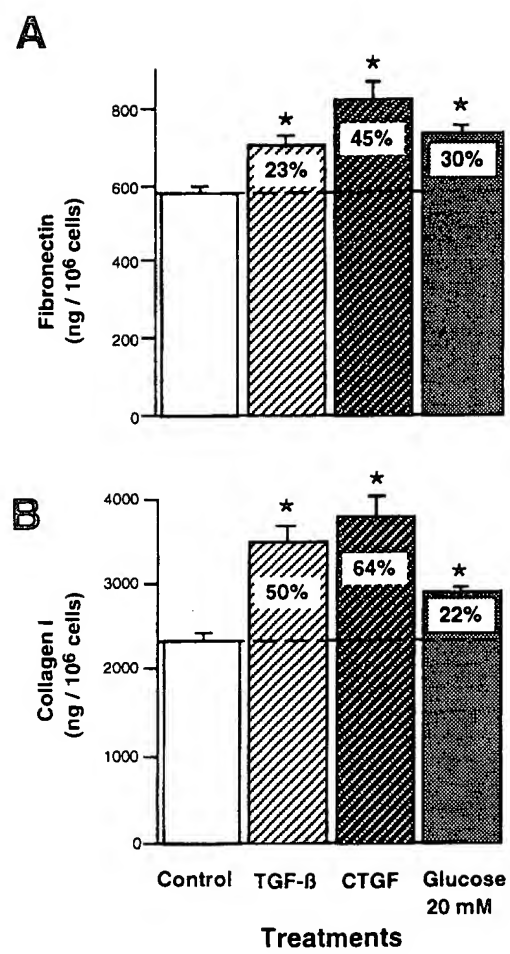 A
Fibronectin
(ng / 10⁶ cells)
800
600
400
200
0
*
*
*
23%
45%
30%
B
Collagen I
(ng / 10⁶ cells)
4000
3000
2000
1000
0
*
*
*
50%
64%
22%
Control TGF-ß CTGF Glucose
20 mM
Treatments